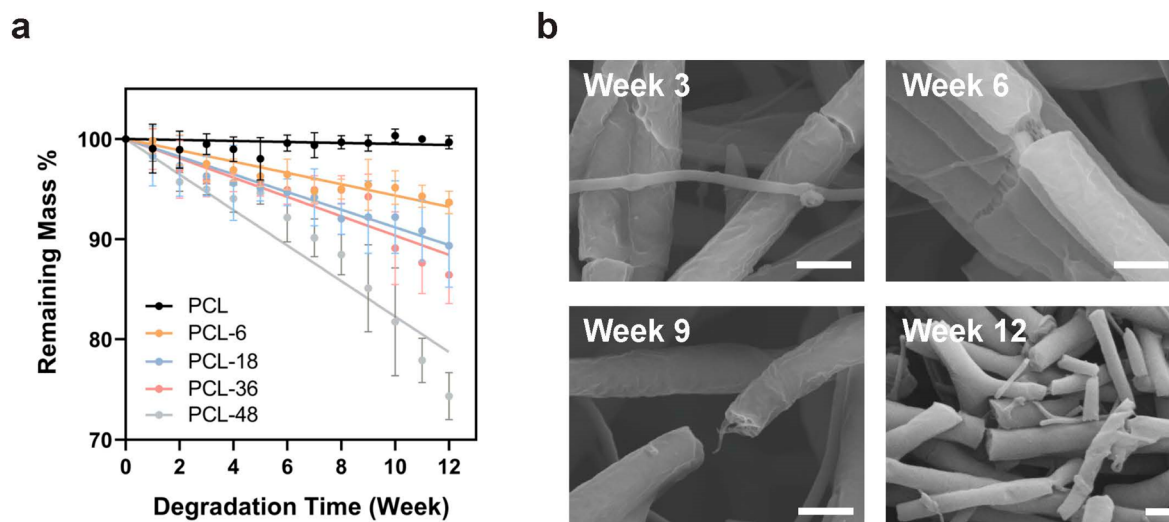 a
b
100
90
80
70
Remaining Mass %
PCL
PCL-6
PCL-18
PCL-36
PCL-48
0
2
4
6
8
10
12
Degradation Time (Week)
Week 3
Week 6
Week 9
Week 12